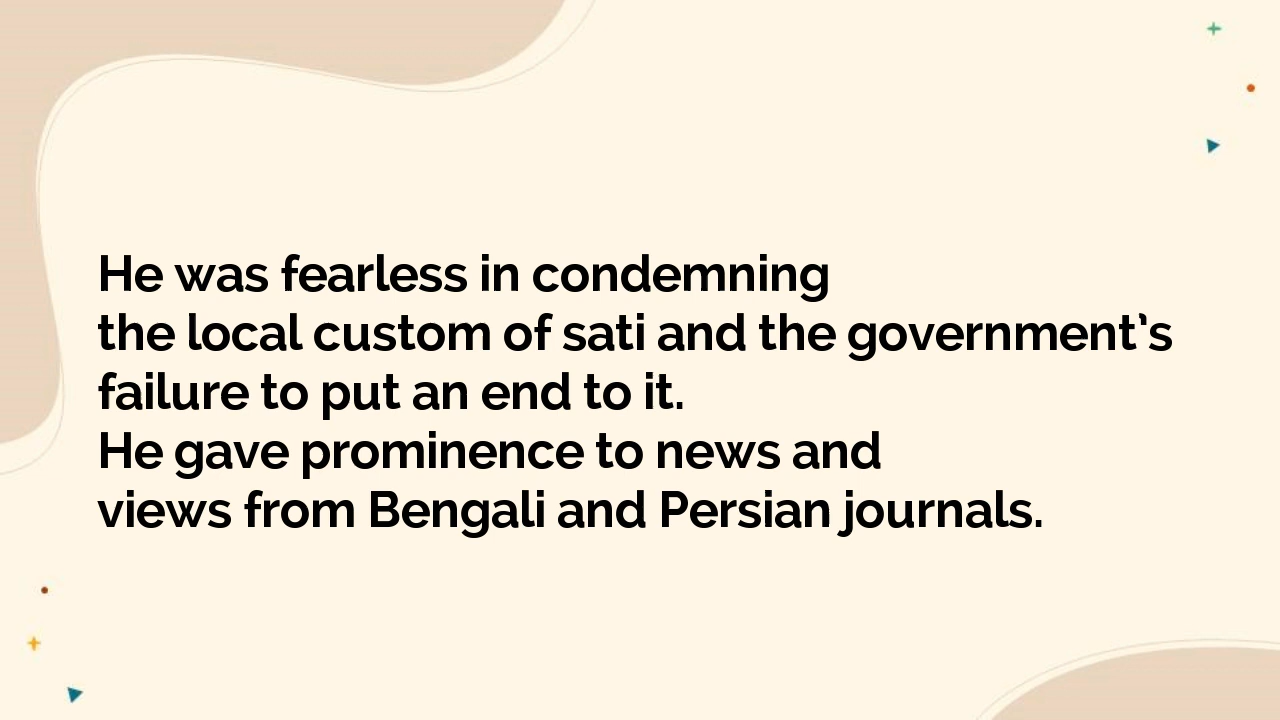 He was fearless in condemning
the local custom of sati and the government’s
failure to put an end to it.
He gave prominence to news and
views from Bengali and Persian journals.